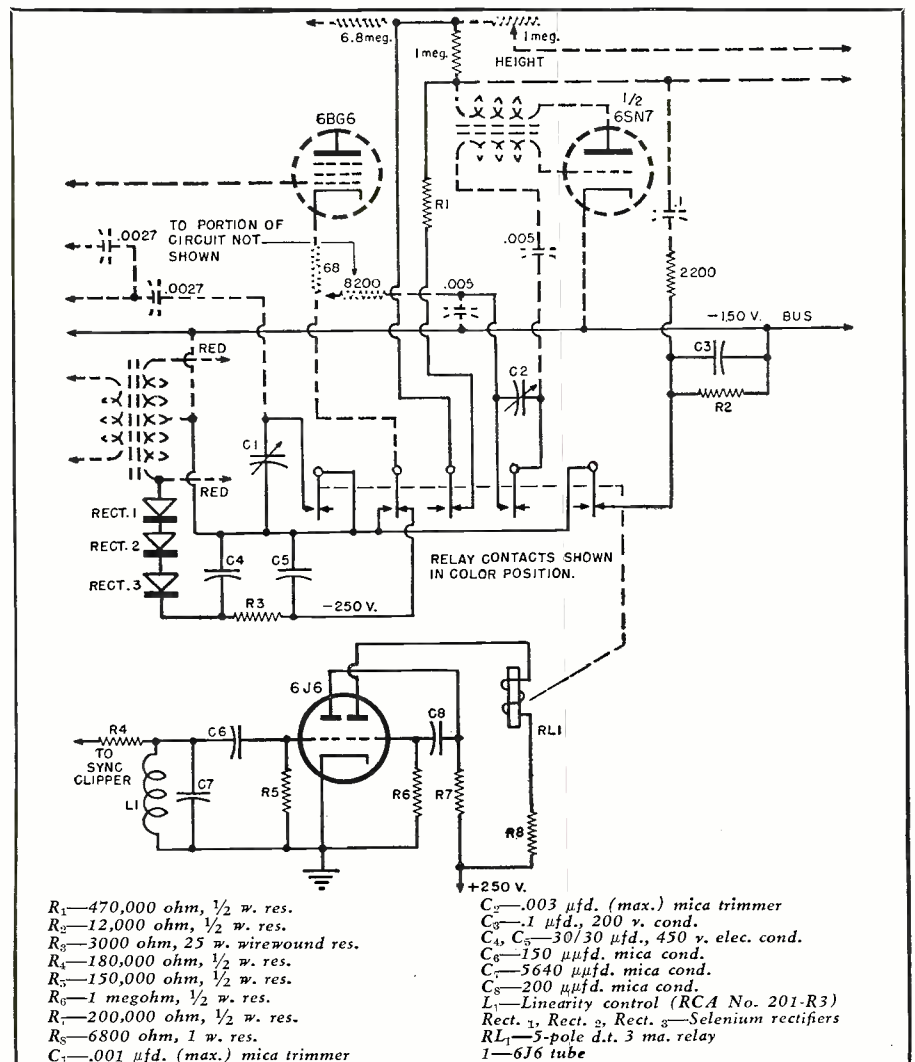 6.8meg.
1meg.
1meg.
HEIGHT
6BG6
1/2
6SN7
R1
.1
TO PORTION OF
CIRCUIT NOT
SHOWN
.0027
68
8200
.005
.005
2200
.0027
-150 V. BUS
RED
C3
C2
R2
C1
RED
RECT. 1
RECT. 2
RECT. 3
C4
C5
RELAY CONTACTS SHOWN
IN COLOR POSITION.
R3
-250 V.
6J6
RL1
R4
C6
C8
TO
SYNC
CLIPPER
L1
C7
R5
R6
R7
R8
+250 V.
R₁—470,000 ohm, ½ w. res.
R₂—12,000 ohm, ½ w. res.
R₃—3000 ohm, 25 w. wirewound res.
R₄—180,000 ohm, ½ w. res.
R₅—150,000 ohm, ½ w. res.
R₆—1 megohm, ½ w. res.
R₇—200,000 ohm, ½ w. res.
R₈—6800 ohm, 1 w. res.
C₁—.001 µfd. (max.) mica trimmer
C₂—.003 µfd. (max.) mica trimmer
C₃—.1 µfd., 200 v. cond.
C₄, C₅—30/30 µfd., 450 v. elec. cond.
C₆—150 µµfd. mica cond.
C₇—5640 µµfd. mica cond.
C₈—200 µµfd. mica cond.
L₁—Linearity control (RCA No. 201-R3)
Rect. ₁, Rect. ₂, Rect. ₃—Selenium rectifiers
RL₁—5-pole d.t. 3 ma. relay
1—6J6 tube